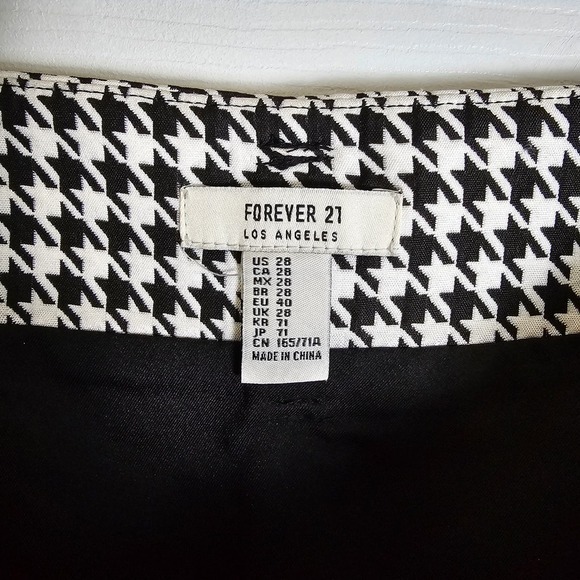 FOREVER 21
LOS ANGELES
US 28
CA 28
MX 28
BR 28
EU 40
UK 28
KR 71
JP 71
CN 165/71A
MADE IN CHINA